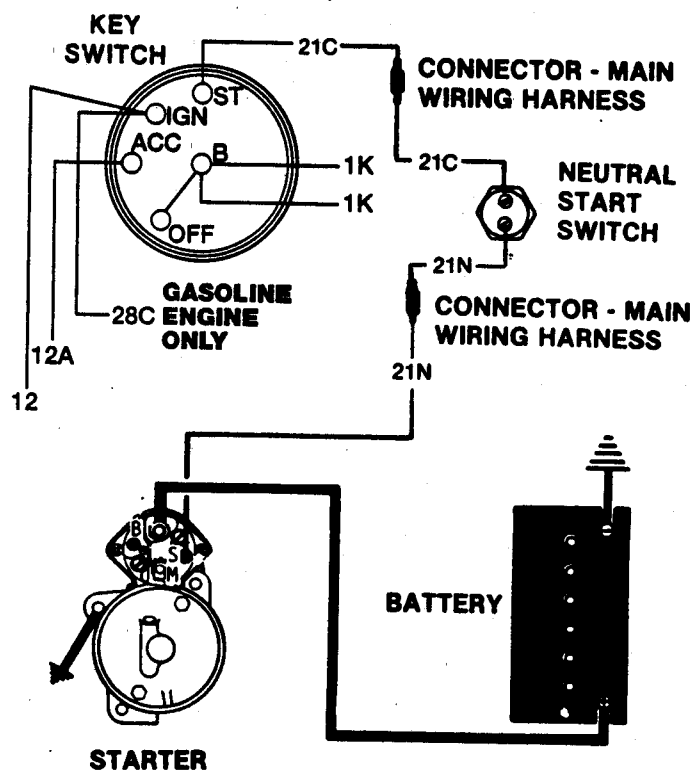 KEY
SWITCH
21C
CONNECTOR - MAIN
WIRING HARNESS
ST
IGN
ACC
B
1K
21C
NEUTRAL
START
SWITCH
1K
OFF
21N
GASOLINE
ENGINE
ONLY
28C
CONNECTOR - MAIN
WIRING HARNESS
12A
21N
12
B
S
M
BATTERY
STARTER